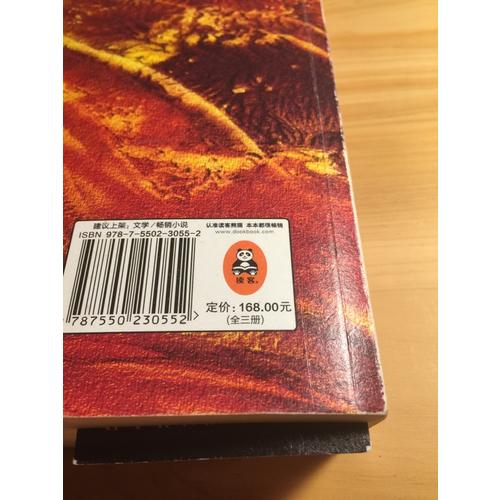 建议上架：文学/畅销小说
ISBN 978-7-5502-3055-2
787550 230552 >
认准读客熊猫 本本都很畅销
www.dookbook.com
读客®
定价：168.00元
(全三册)